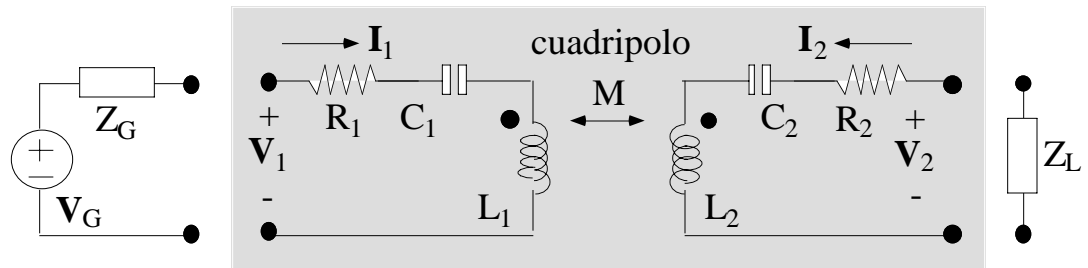 I1 cuadripolo I2
ZG + R1 C1 M C2 R2 +
+ V1 V2 ZL
− VG - L1 L2 -